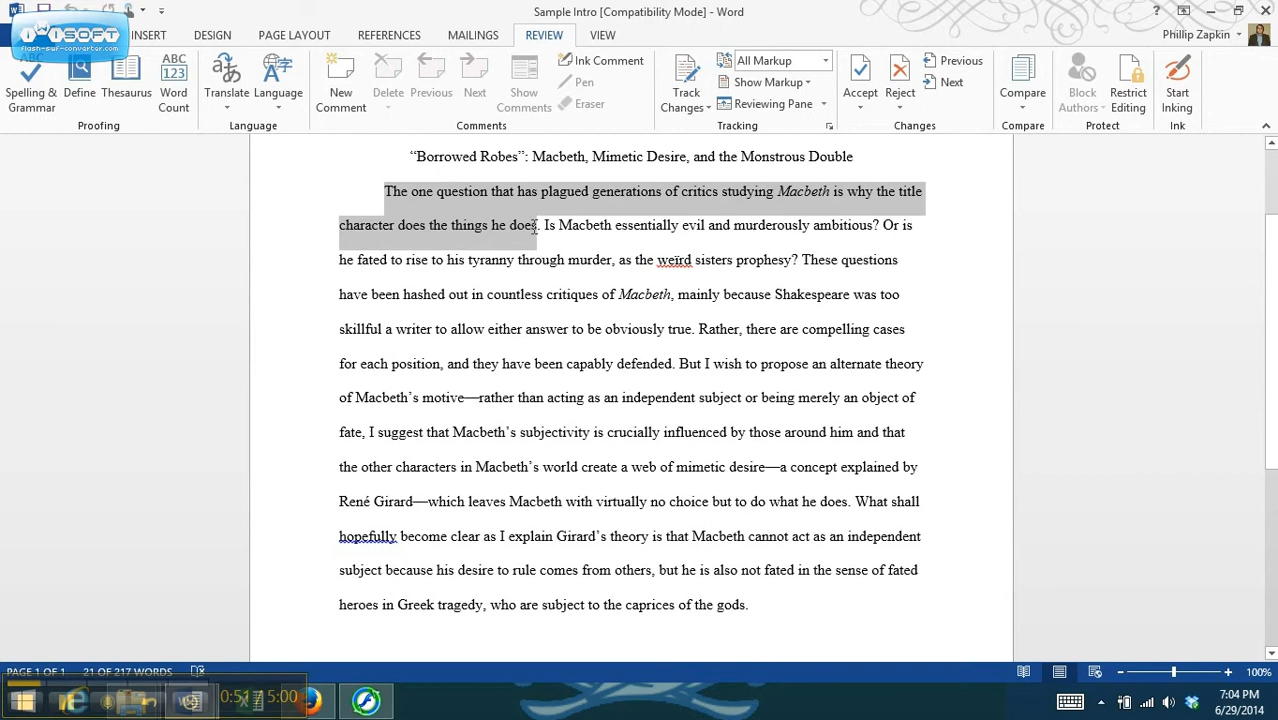 Sample Intro [Compatibility Mode] - Word
iWiSOFT
flash-swf-converter.com
INSERT DESIGN PAGE LAYOUT REFERENCES MAILINGS REVIEW VIEW Phillip Zapkin
Spelling & Grammar
Define
Thesaurus
Word Count
Translate
Language
New Comment
Delete
Previous
Next
Show Comments
Ink Comment
Pen
Eraser
Track Changes
All Markup
Show Markup
Reviewing Pane
Accept
Reject
Previous
Next
Compare
Block Authors
Restrict Editing
Start Inking
Proofing Language Comments Tracking Changes Compare Protect Ink
“Borrowed Robes”: Macbeth, Mimetic Desire, and the Monstrous Double
The one question that has plagued generations of critics studying Macbeth is why the title
character does the things he does. Is Macbeth essentially evil and murderously ambitious? Or is
he fated to rise to his tyranny through murder, as the weïrd sisters prophesy? These questions
have been hashed out in countless critiques of Macbeth, mainly because Shakespeare was too
skillful a writer to allow either answer to be obviously true. Rather, there are compelling cases
for each position, and they have been capably defended. But I wish to propose an alternate theory
of Macbeth’s motive—rather than acting as an independent subject or being merely an object of
fate, I suggest that Macbeth’s subjectivity is crucially influenced by those around him and that
the other characters in Macbeth’s world create a web of mimetic desire—a concept explained by
René Girard—which leaves Macbeth with virtually no choice but to do what he does. What shall
hopefully become clear as I explain Girard’s theory is that Macbeth cannot act as an independent
subject because his desire to rule comes from others, but he is also not fated in the sense of fated
heroes in Greek tragedy, who are subject to the caprices of the gods.
PAGE 1 OF 1 21 OF 217 WORDS 100%
0:51 / 5:00
7:04 PM
6/29/2014